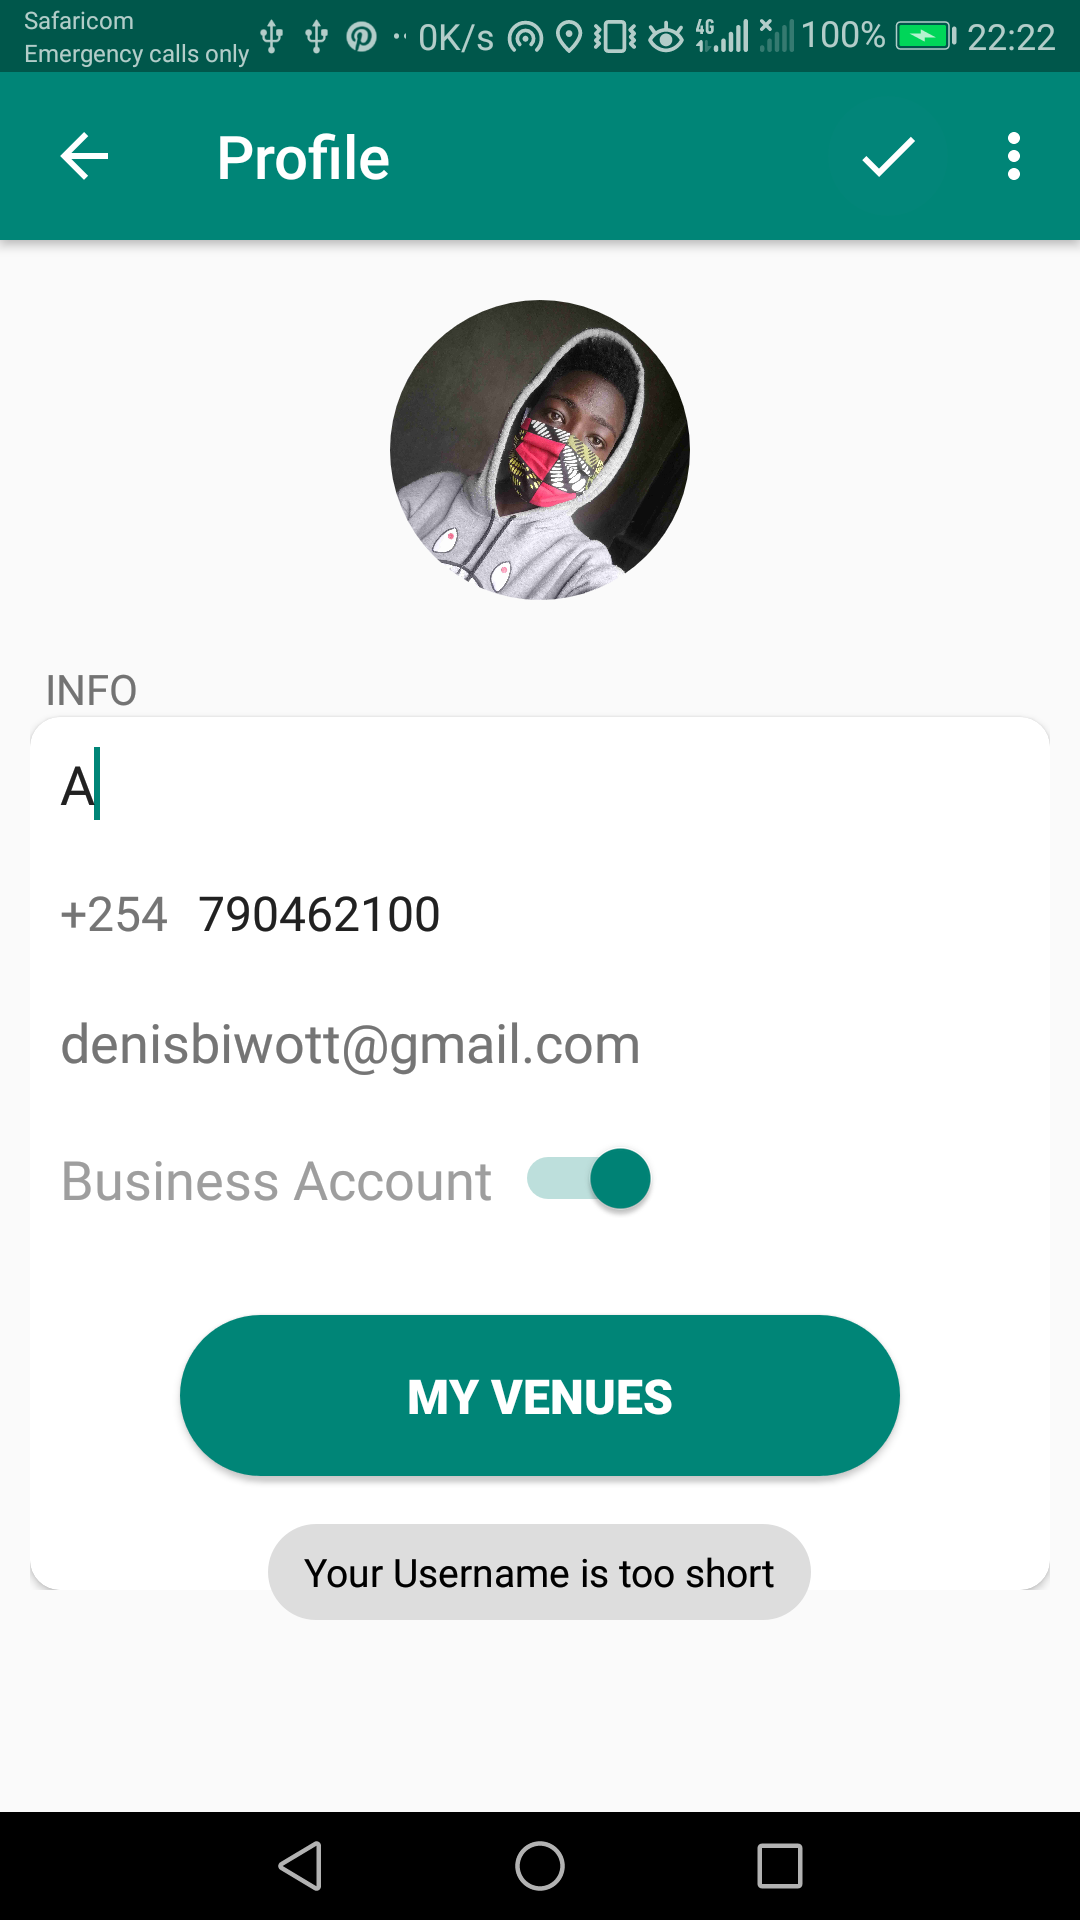 Safaricom
Emergency calls only
0K/s 4G 100% 22:22
Profile
INFO
A
+254 790462100
denisbiwott@gmail.com
Business Account
MY VENUES
Your Username is too short